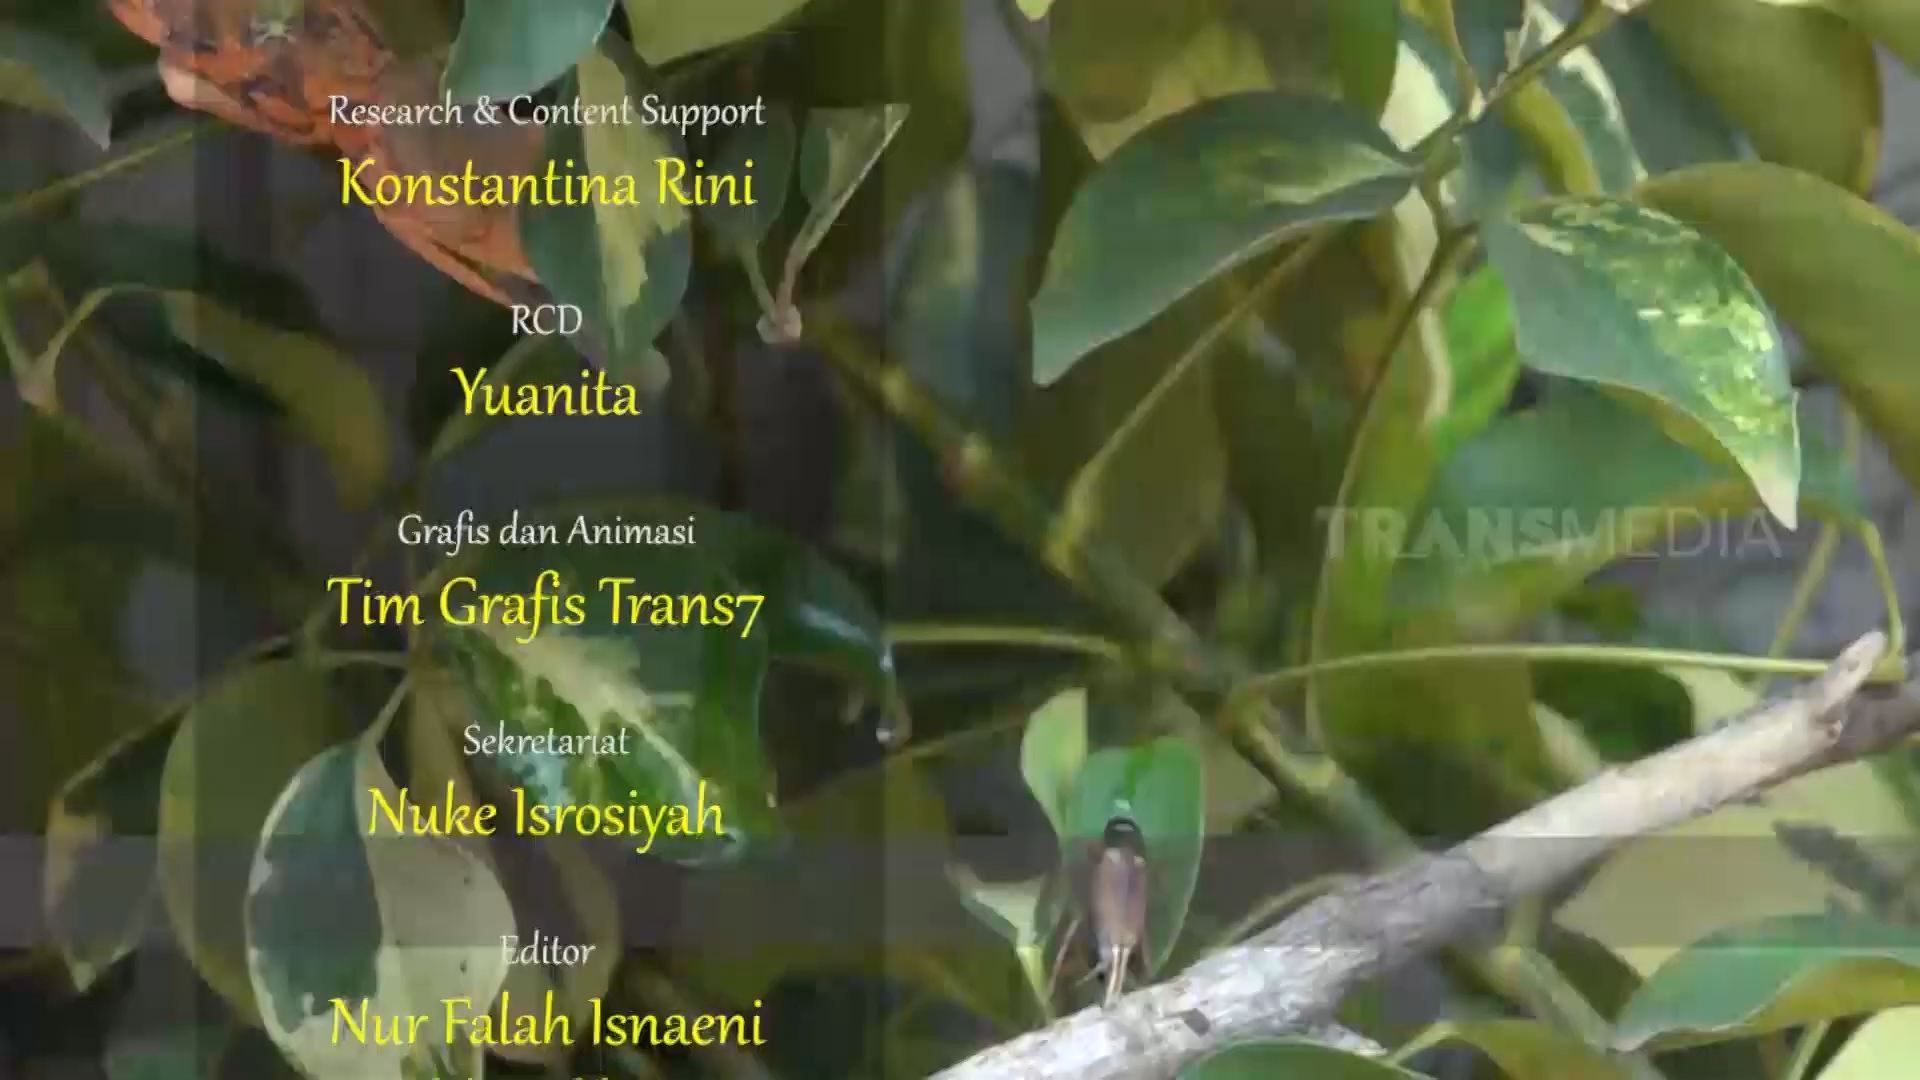 Research & Content Support
Konstantina Rini
RCD
Yuanita
Grafis dan Animasi
Tim Grafis Trans7
TRANSMEDIA
Sekretariat
Nuke Isrosiyah
Editor
Nur Falah Isnaeni